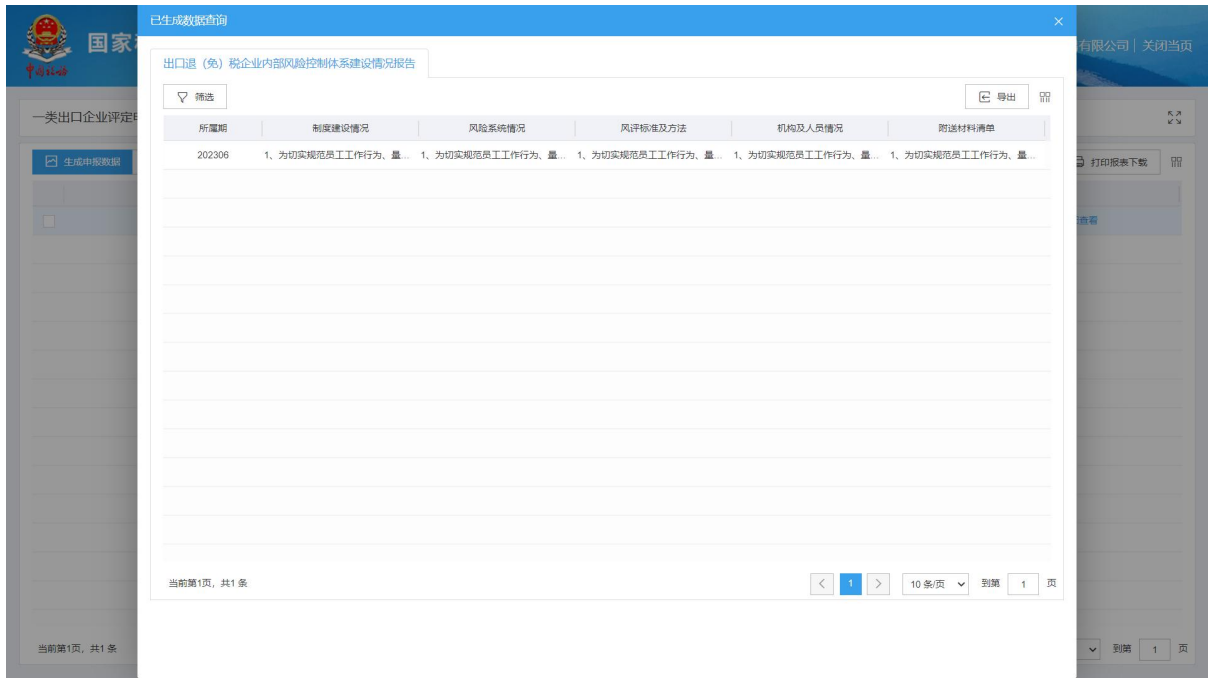 已生成数据查询
国家
有限公司 | 关闭当页
中国税务
出口退（免）税企业内部风险控制体系建设情况报告
筛选
导出
一类出口企业评定
所属期 制度建设情况 风险系统情况 风评标准及方法 机构及人员情况 附送材料清单
生成申报数据
202306 1、为切实规范员工工作行为、量... 1、为切实规范员工工作行为、量... 1、为切实规范员工工作行为、量... 1、为切实规范员工工作行为、量... 1、为切实规范员工工作行为、量...
打印报表下载
查看
当前第1页，共1 条
1
10 条/页
到第 1 页
当前第1页，共1 条
到第 1 页